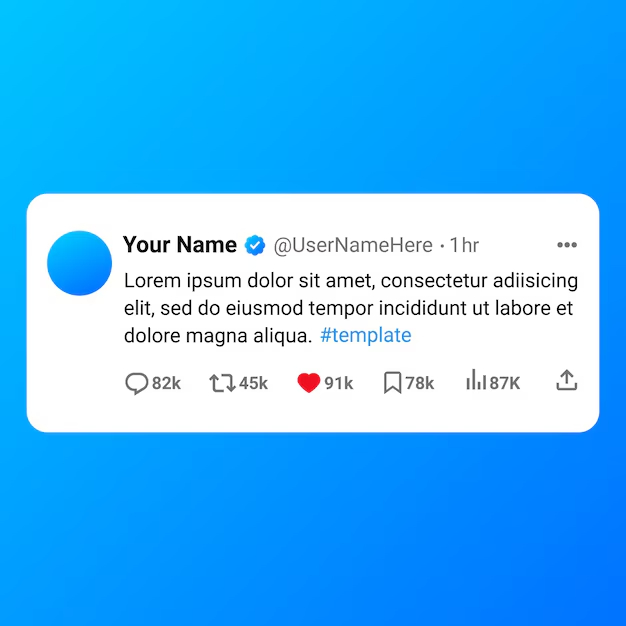 Your Name @UserNameHere · 1hr
Lorem ipsum dolor sit amet, consectetur adiisicing
elit, sed do eiusmod tempor incididunt ut labore et
dolore magna aliqua. #template
82k 45k 91k 78k 87K